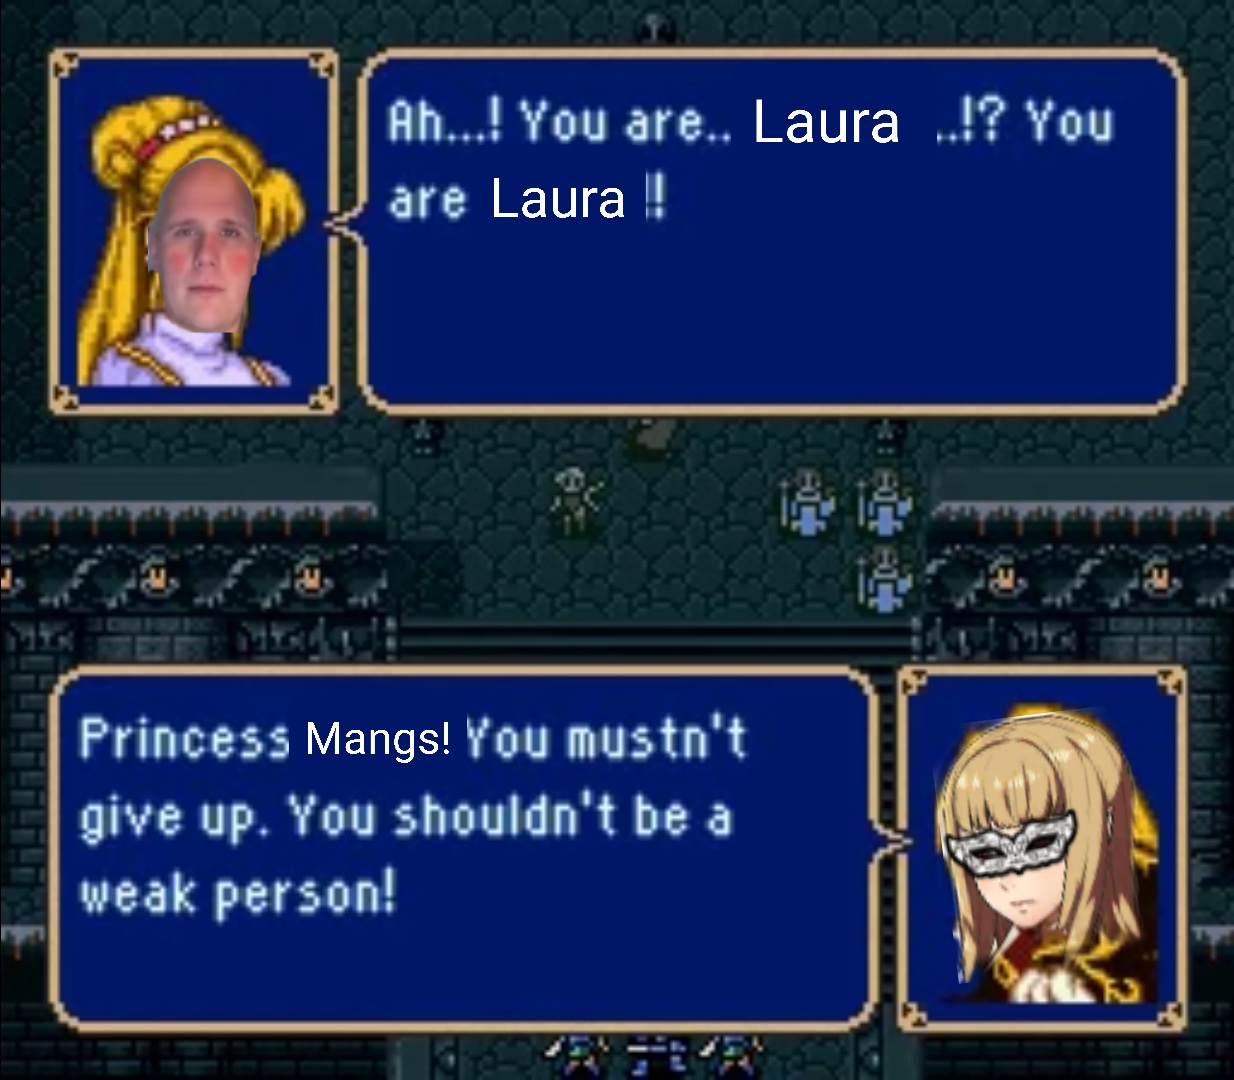 Ah...! You are.. Laura ..!? You
are Laura !!
Princess Mangs! You mustn't
give up. You shouldn't be a
weak person!